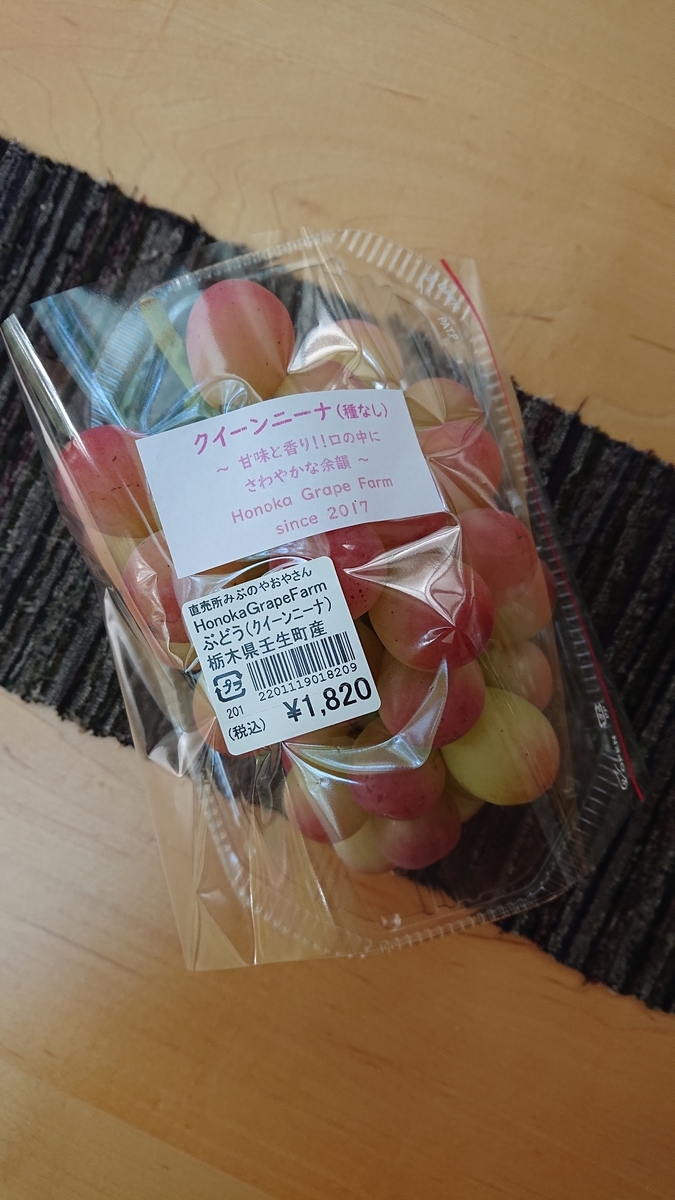 クイーンニーナ(種なし)
～ 甘味と香り!!口の中に
さわやかな余韻 ～
Honoka Grape Farm
since 2017
直売所みぶのやおやさん
HonokaGrapeFarm
ぶどう(クイーンニーナ)
栃木県壬生町産
プラ
2201119018209
201
(税込) ¥1,820
PAT.P